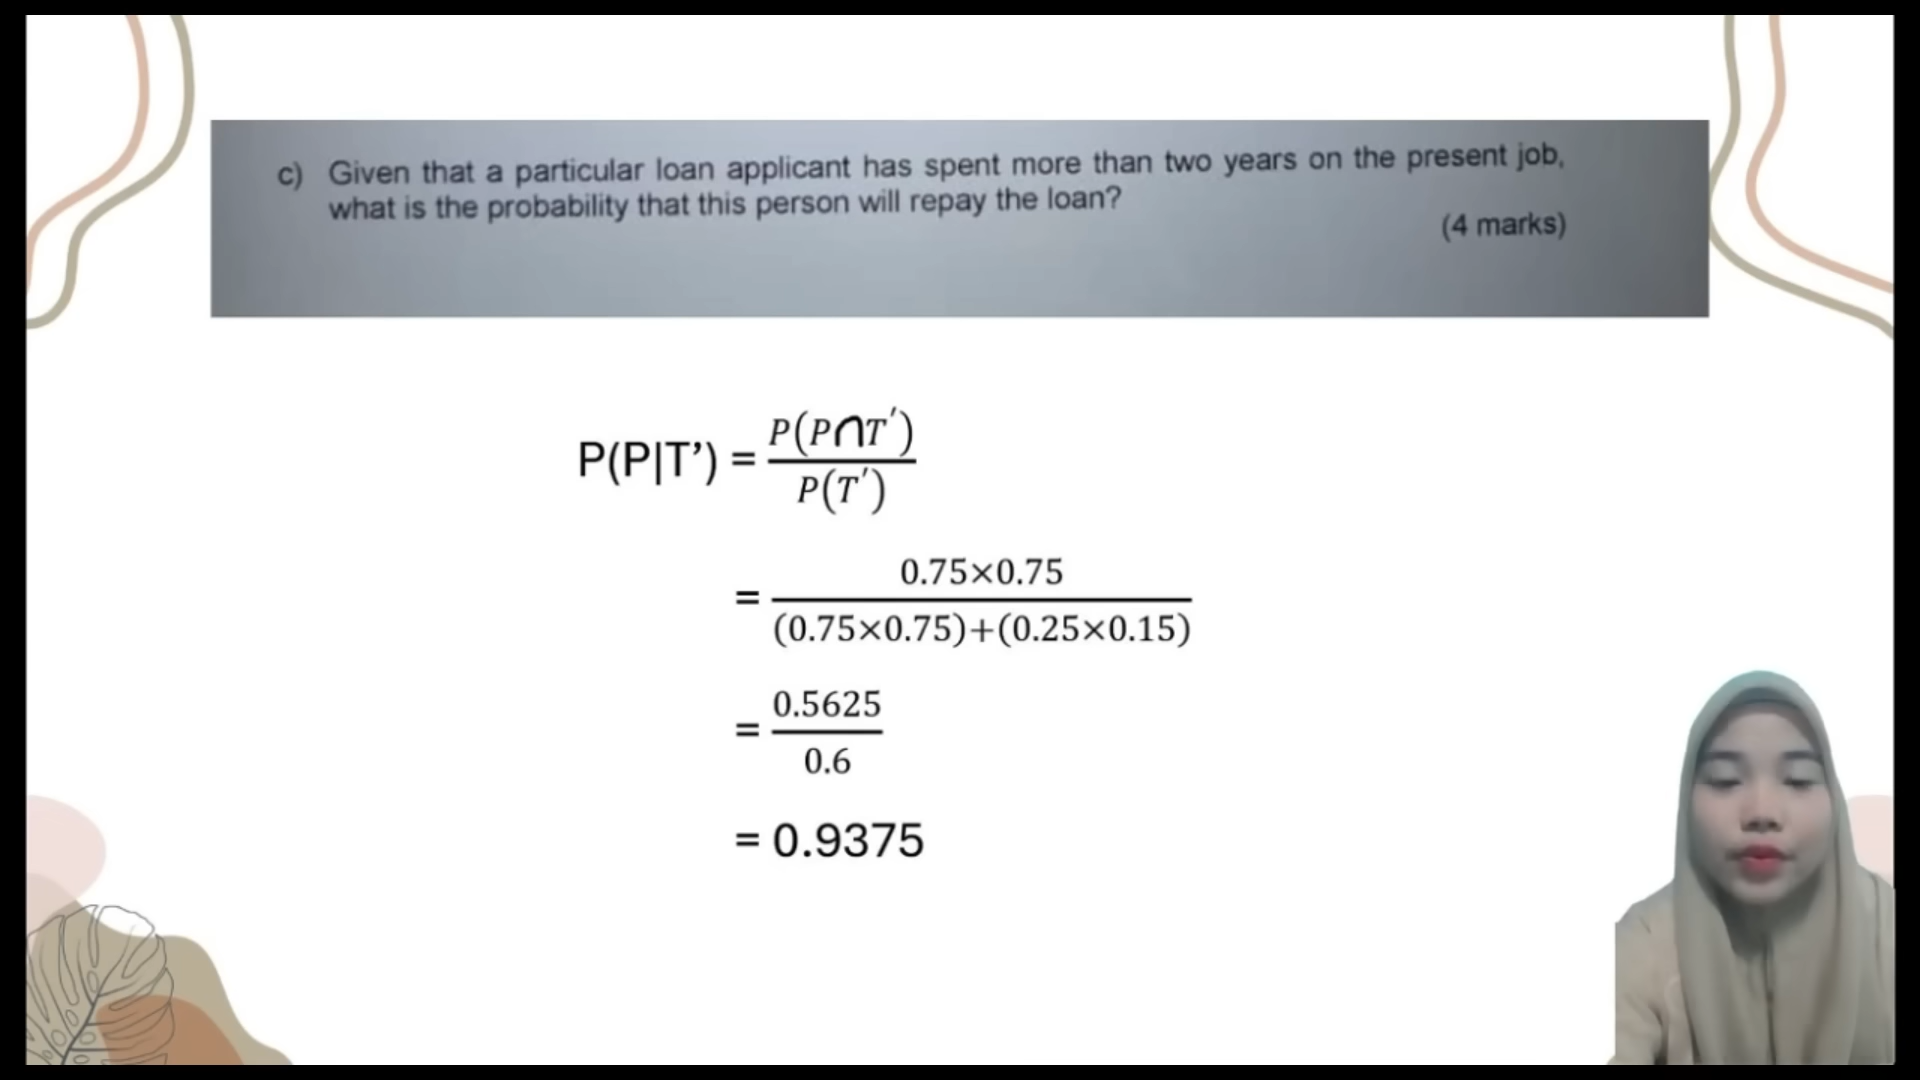 c) Given that a particular loan applicant has spent more than two years on the present job,
what is the probability that this person will repay the loan?
(4 marks)
P(P|T’) = P(P∩T′) / P(T′)
= 0.75×0.75 / (0.75×0.75)+(0.25×0.15)
= 0.5625 / 0.6
= 0.9375